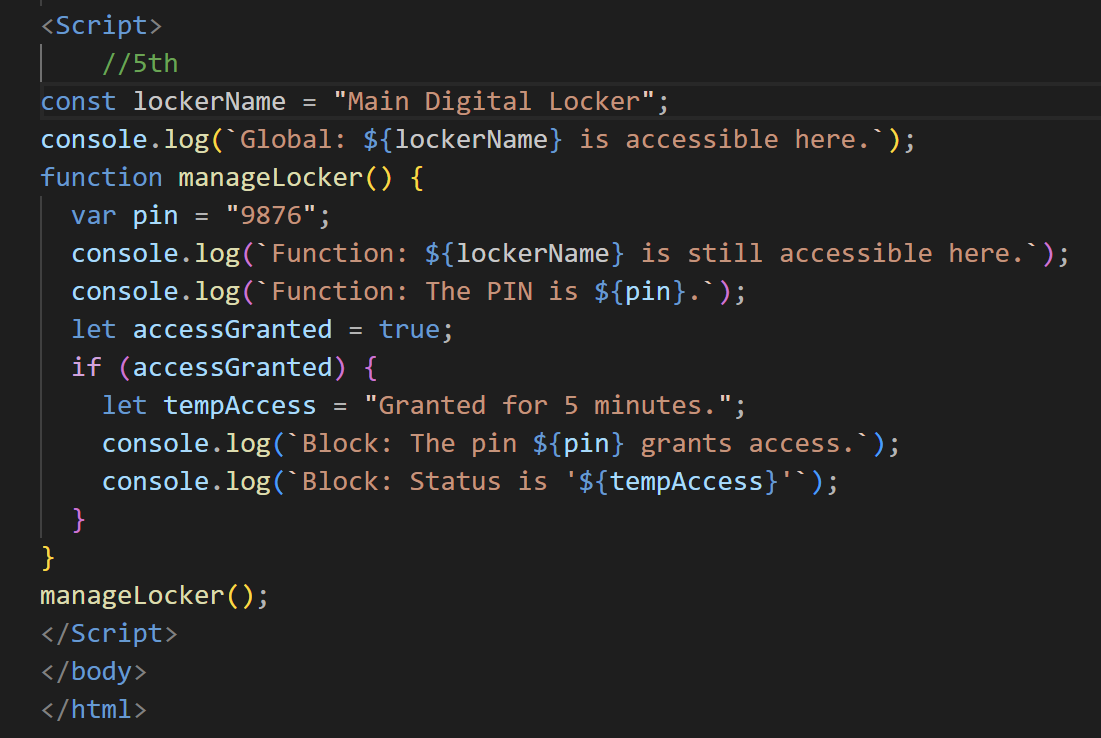 <Script>
    //5th
const lockerName = "Main Digital Locker";
console.log(`Global: ${lockerName} is accessible here.`);
function manageLocker() {
  var pin = "9876";
  console.log(`Function: ${lockerName} is still accessible here.`);
  console.log(`Function: The PIN is ${pin}.`);
  let accessGranted = true;
  if (accessGranted) {
    let tempAccess = "Granted for 5 minutes.";
    console.log(`Block: The pin ${pin} grants access.`);
    console.log(`Block: Status is '${tempAccess}'`);
  }
}
manageLocker();
</Script>
</body>
</html>